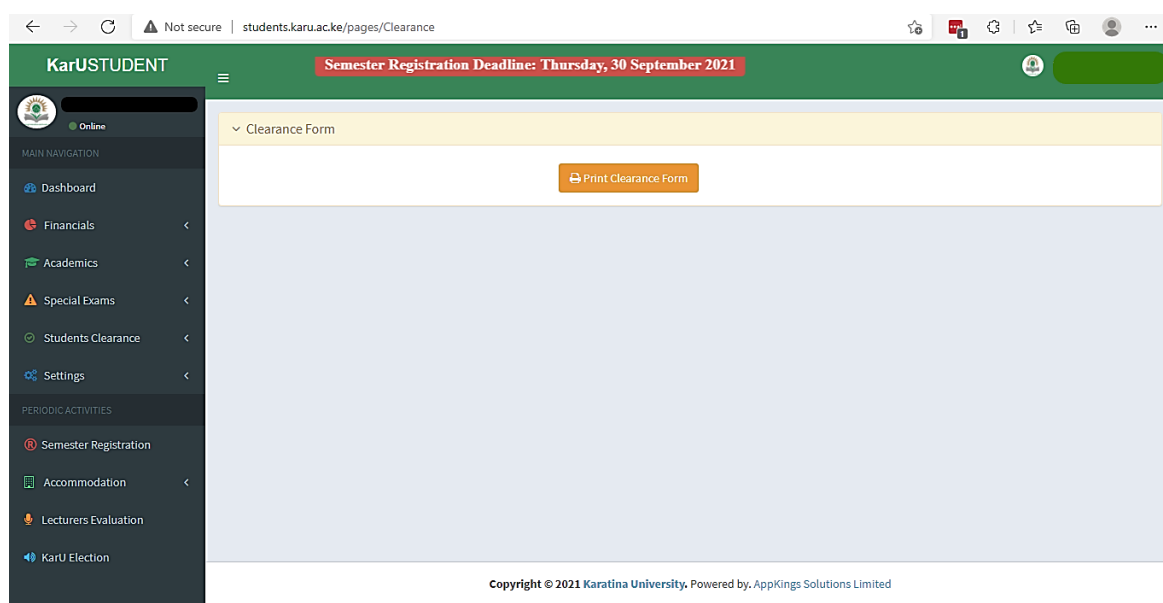 Not secure | students.karu.ac.ke/pages/Clearance
1
KarUSTUDENT
Semester Registration Deadline: Thursday, 30 September 2021
Online
MAIN NAVIGATION
Dashboard
Financials
Academics
Special Exams
Students Clearance
Settings
PERIODIC ACTIVITIES
R Semester Registration
Accommodation
Lecturers Evaluation
KarU Election
Clearance Form
Print Clearance Form
Copyright © 2021 Karatina University. Powered by. AppKings Solutions Limited